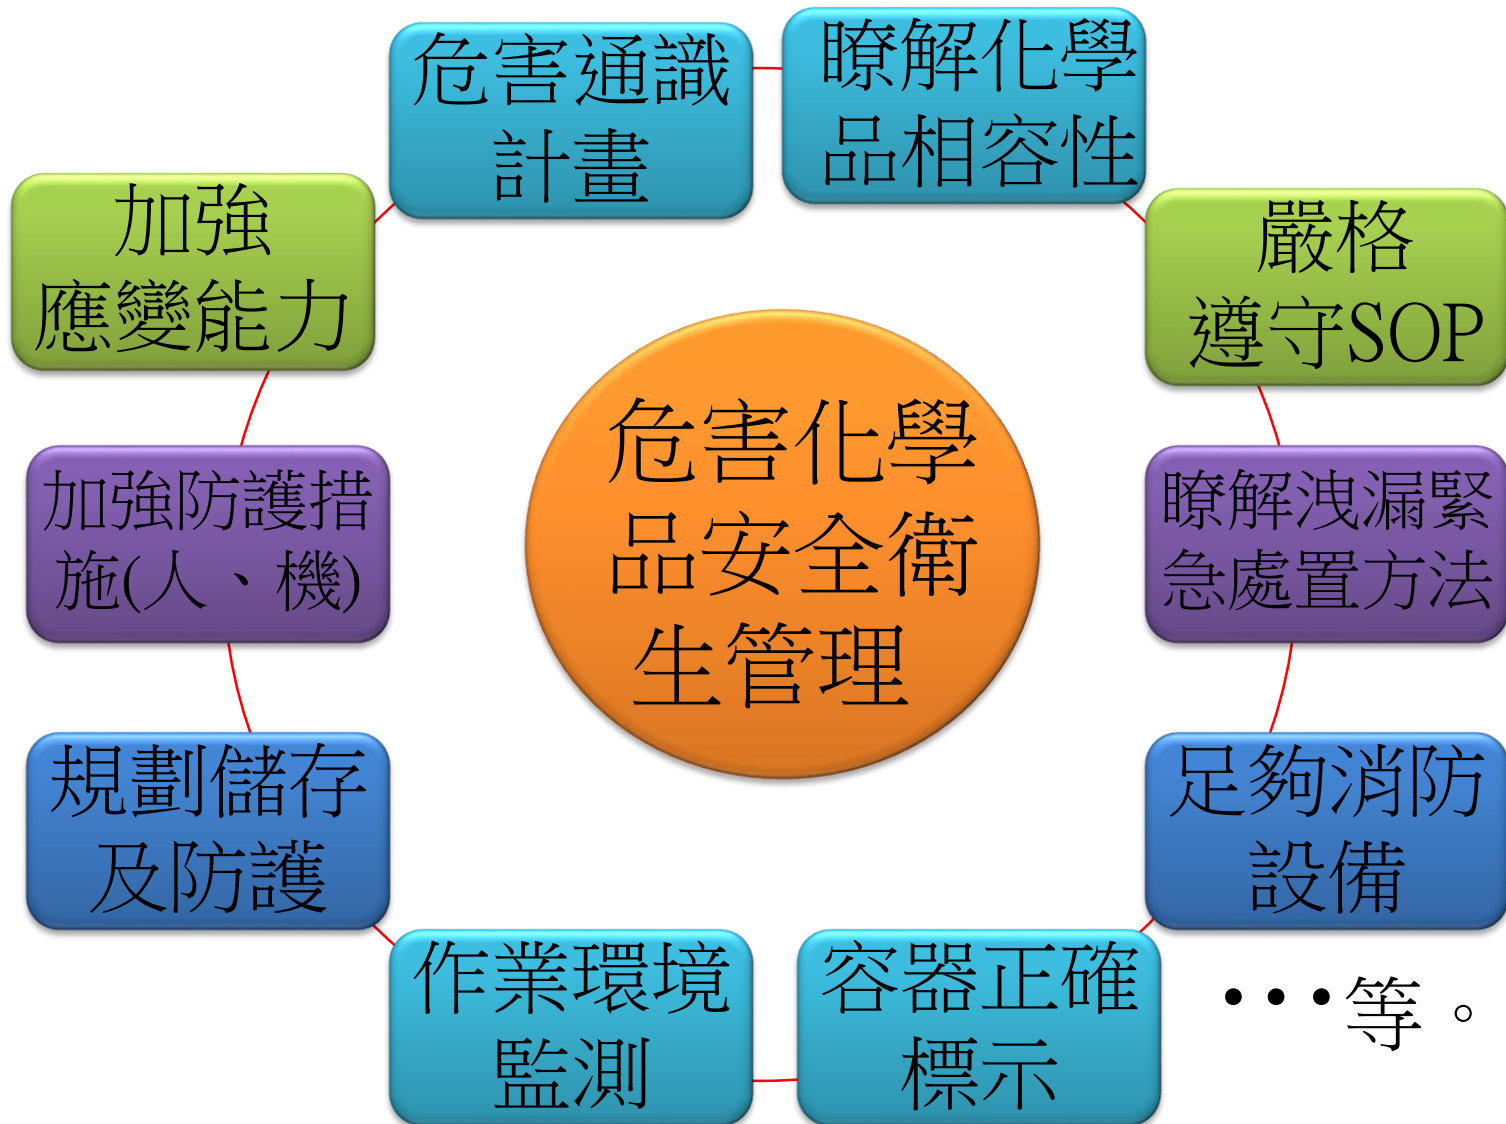 危害通識
計畫
瞭解化學
品相容性
加強
應變能力
嚴格
遵守SOP
危害化學
品安全衛
生管理
加強防護措
施(人、機)
瞭解洩漏緊
急處置方法
規劃儲存
及防護
足夠消防
設備
作業環境
監測
容器正確
標示
•••等。